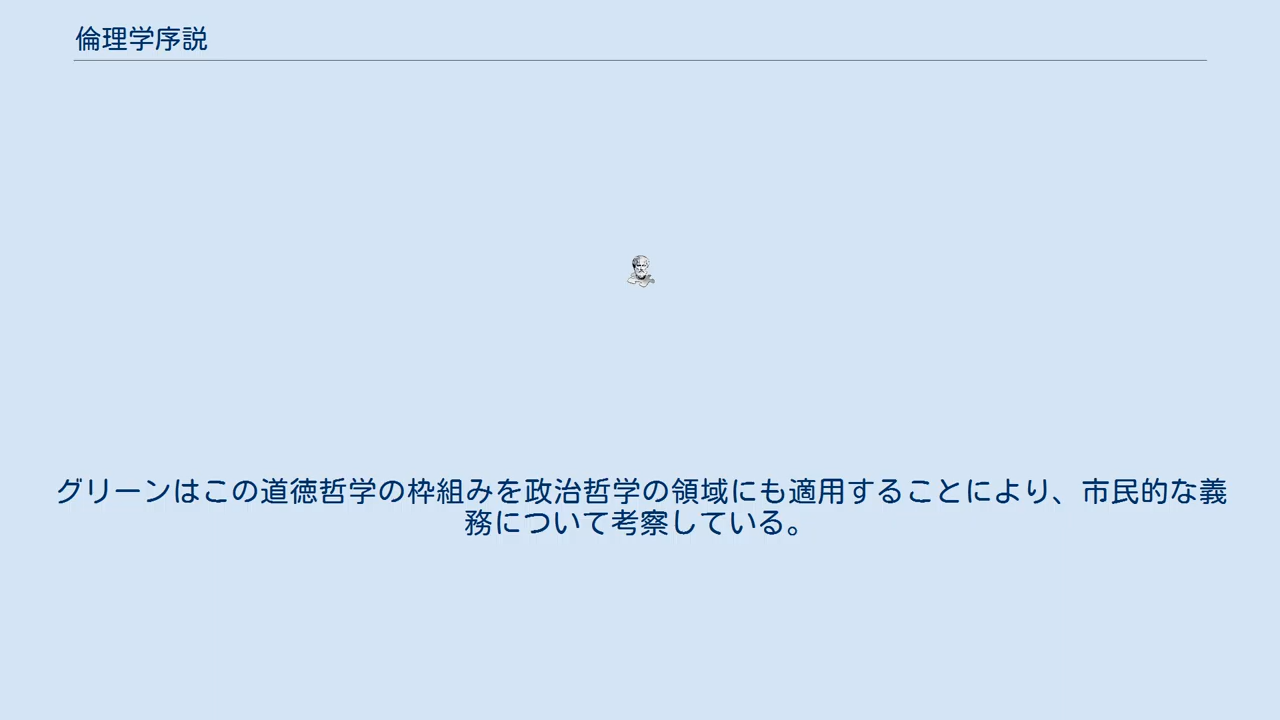 倫理学序説
グリーンはこの道徳哲学の枠組みを政治哲学の領域にも適用することにより、市民的な義
務について考察している。